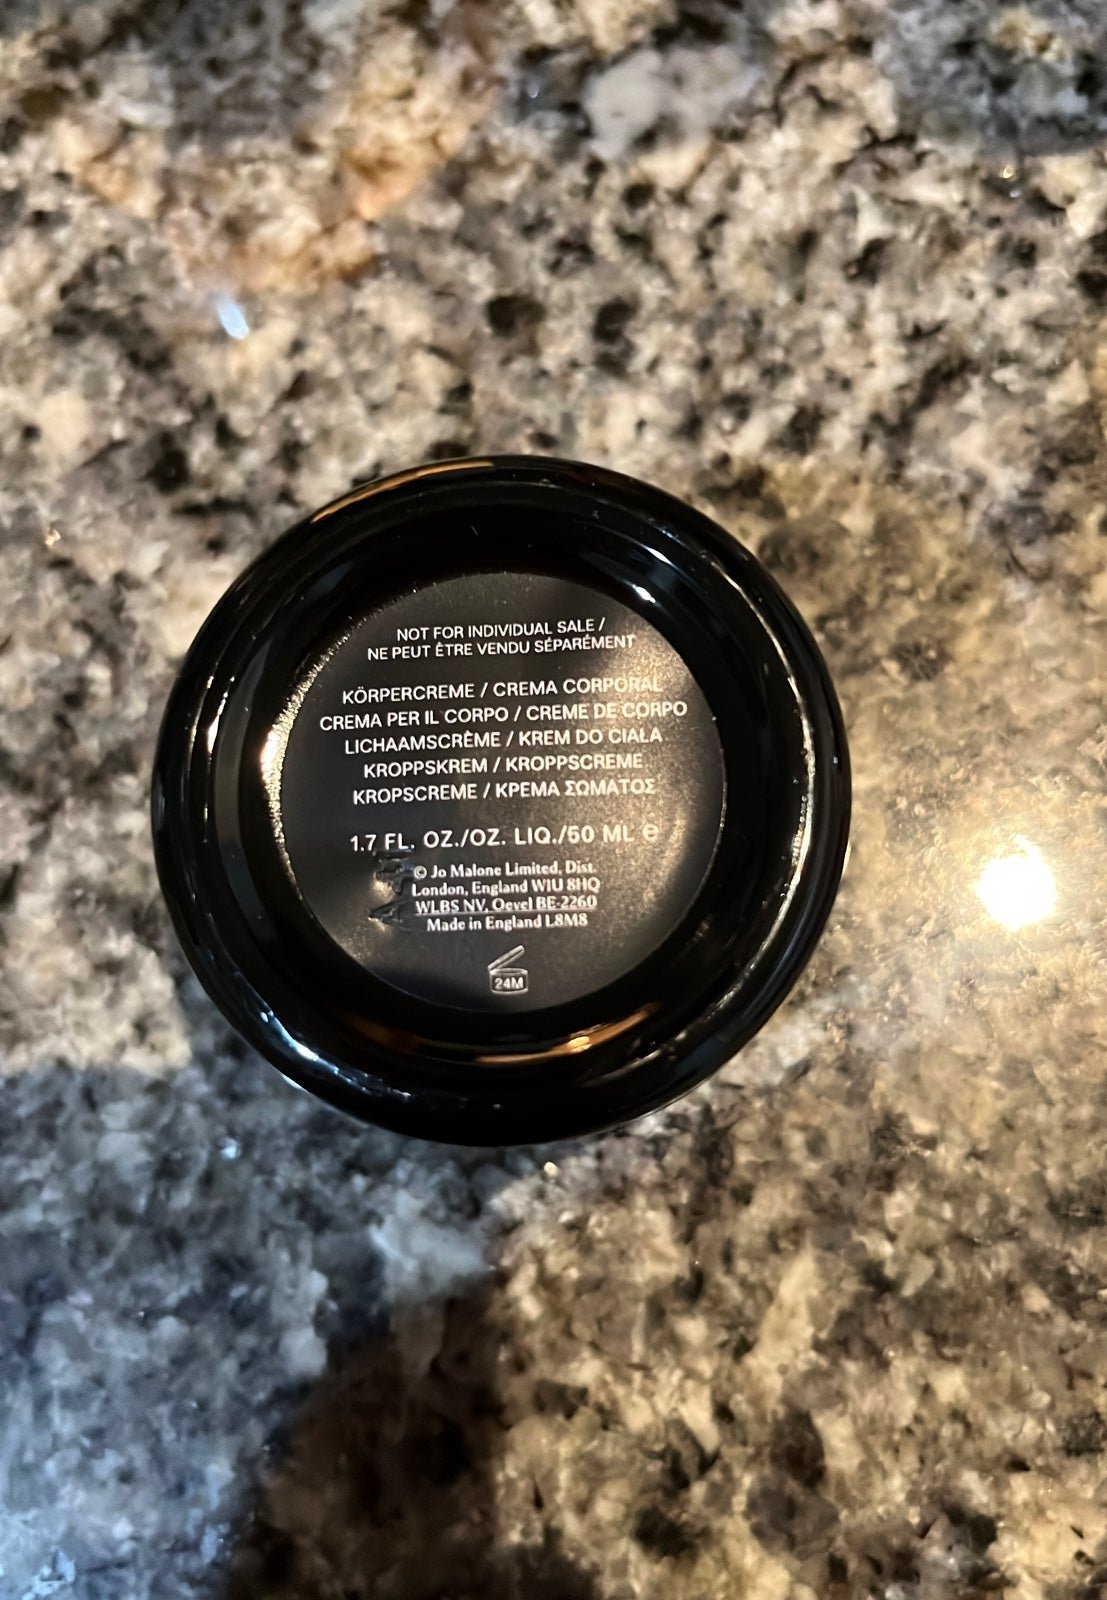 NOT FOR INDIVIDUAL SALE /
NE PEUT ÊTRE VENDU SÉPARÉMENT
KÖRPERCREME / CREMA CORPORAL
CREMA PER IL CORPO / CREME DE CORPO
LICHAAMSCRÈME / KREM DO CIAŁA
KROPPSKREM / KROPPSCREME
KROPSCREME / ΚΡΕΜΑ ΣΩΜΑΤΟΣ
1.7 FL. OZ./OZ. LIQ./50 ML ℮
© Jo Malone Limited, Dist.
London, England W1U 8HQ
WLBS NV, Oevel BE-2260
Made in England L8M8
24M